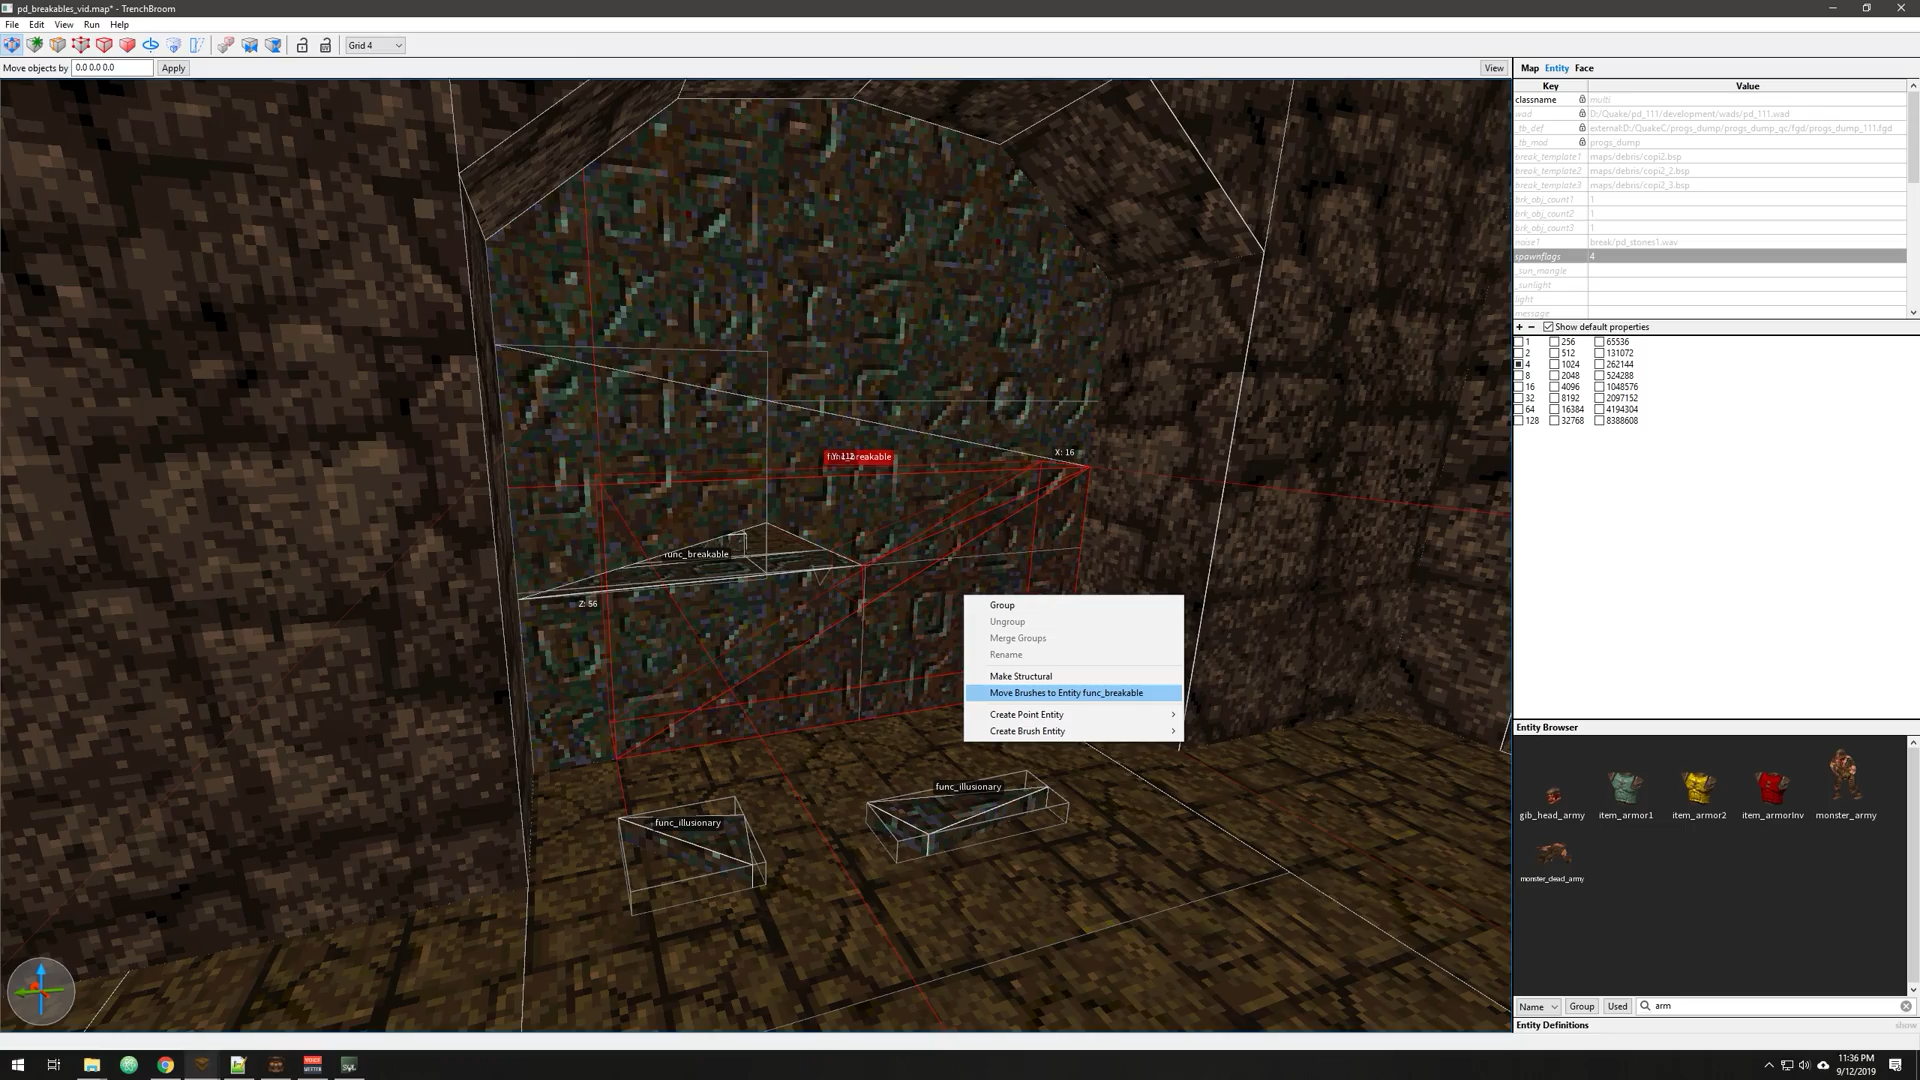 pd_breakables_vid.map* - TrenchBroom
File Edit View Run Help
Grid 4
Move objects by 0.0 0.0 0.0 Apply
View
Map Entity Face
Key Value
classname multi
wad D:/Quake/pd_111/development/wads/pd_111.wad
_tb_def external:D:/QuakeC/progs_dump/progs_dump_qc/fgd/progs_dump_111.fgd
_tb_mod progs_dump
break_template1 maps/debris/copi2.bsp
break_template2 maps/debris/copi2_2.bsp
break_template3 maps/debris/copi2_3.bsp
brk_obj_count1 1
brk_obj_count2 1
brk_obj_count3 1
noise1 break/pd_stones1.wav
spawnflags 4
_sun_mangle
_sunlight
light
message
+ - Show default properties
1 256 65536
2 512 131072
4 1024 262144
8 2048 524288
16 4096 1048576
32 8192 2097152
64 16384 4194304
128 32768 8388608
X: 16
func_breakable
Z: 56
Group
Ungroup
Merge Groups
Rename
Make Structural
Move Brushes to Entity func_breakable
Create Point Entity
Create Brush Entity
func_illusionary
func_illusionary
Entity Browser
gib_head_army item_armor1 item_armor2 item_armorInv monster_army
monster_dead_army
Name Group Used arm
Entity Definitions show
11:36 PM
9/12/2019